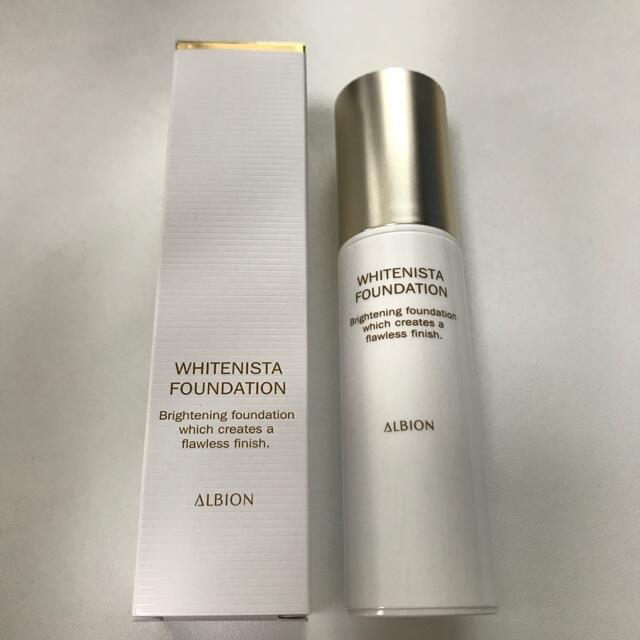 WHITENISTA
FOUNDATION
Brightening foundation
which creates a
flawless finish.
ALBION
WHITENISTA
FOUNDATION
Brightening foundation
which creates a
flawless finish.
ALBION